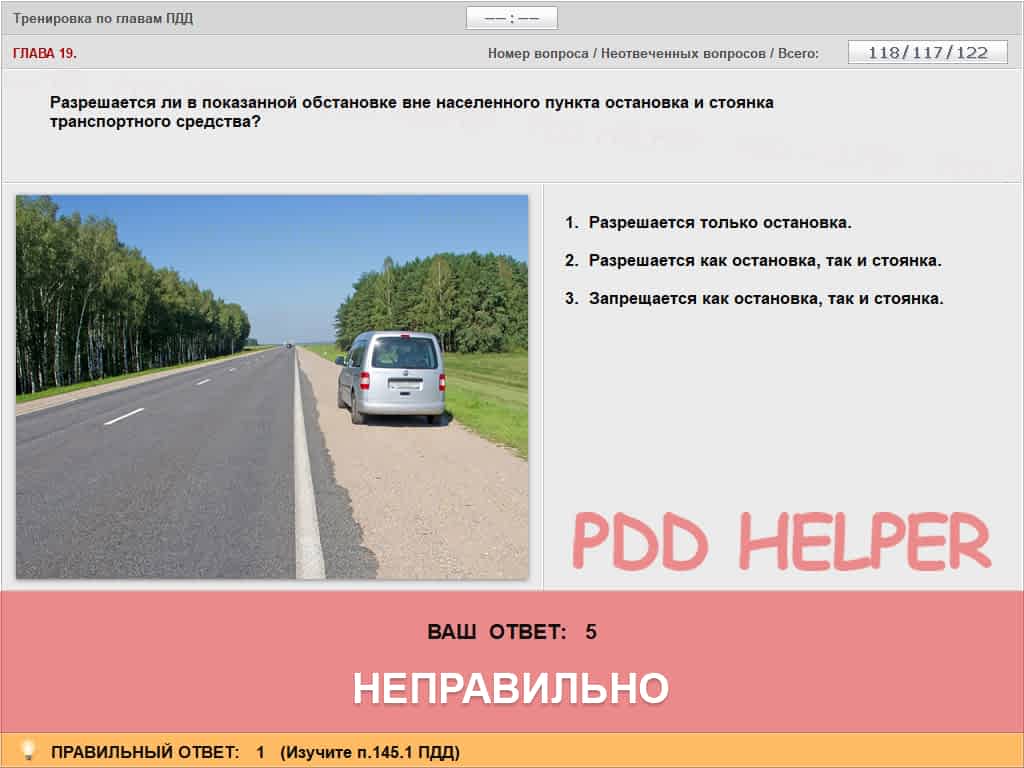 Тренировка по главам ПДД
—— : ——
ГЛАВА 19.
Номер вопроса / Неотвеченных вопросов / Всего:
118/117/122
Разрешается ли в показанной обстановке вне населенного пункта остановка и стоянка
транспортного средства?
1. Разрешается только остановка.
2. Разрешается как остановка, так и стоянка.
3. Запрещается как остановка, так и стоянка.
PDD HELPER
ВАШ ОТВЕТ: 5
НЕПРАВИЛЬНО
ПРАВИЛЬНЫЙ ОТВЕТ: 1 (Изучите п.145.1 ПДД)